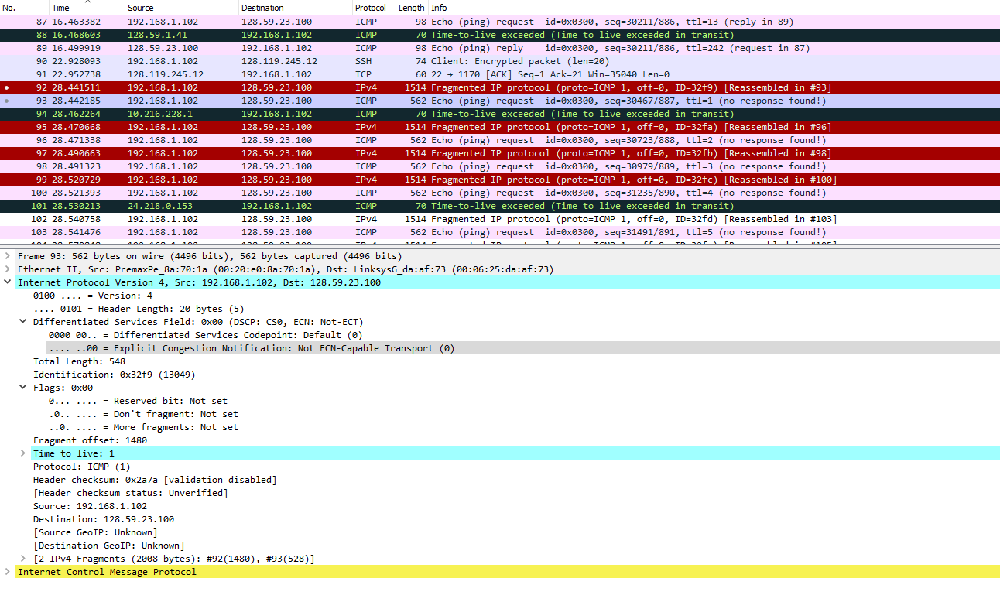 No. Time Source Destination Protocol Length Info
87 16.463382 192.168.1.102 128.59.23.100 ICMP 98 Echo (ping) request id=0x0300, seq=30211/886, ttl=13 (reply in 89)
88 16.468603 128.59.1.41 192.168.1.102 ICMP 70 Time-to-live exceeded (Time to live exceeded in transit)
89 16.499919 128.59.23.100 192.168.1.102 ICMP 98 Echo (ping) reply id=0x0300, seq=30211/886, ttl=242 (request in 87)
90 22.928093 192.168.1.102 128.119.245.12 SSH 74 Client: Encrypted packet (len=20)
91 22.952738 128.119.245.12 192.168.1.102 TCP 60 22 → 1170 [ACK] Seq=1 Ack=21 Win=35040 Len=0
92 28.441511 192.168.1.102 128.59.23.100 IPv4 1514 Fragmented IP protocol (proto=ICMP 1, off=0, ID=32f9) [Reassembled in #93]
93 28.442185 192.168.1.102 128.59.23.100 ICMP 562 Echo (ping) request id=0x0300, seq=30467/887, ttl=1 (no response found!)
94 28.462264 10.216.228.1 192.168.1.102 ICMP 70 Time-to-live exceeded (Time to live exceeded in transit)
95 28.470668 192.168.1.102 128.59.23.100 IPv4 1514 Fragmented IP protocol (proto=ICMP 1, off=0, ID=32fa) [Reassembled in #96]
96 28.471338 192.168.1.102 128.59.23.100 ICMP 562 Echo (ping) request id=0x0300, seq=30723/888, ttl=2 (no response found!)
97 28.490663 192.168.1.102 128.59.23.100 IPv4 1514 Fragmented IP protocol (proto=ICMP 1, off=0, ID=32fb) [Reassembled in #98]
98 28.491323 192.168.1.102 128.59.23.100 ICMP 562 Echo (ping) request id=0x0300, seq=30979/889, ttl=3 (no response found!)
99 28.520729 192.168.1.102 128.59.23.100 IPv4 1514 Fragmented IP protocol (proto=ICMP 1, off=0, ID=32fc) [Reassembled in #100]
100 28.521393 192.168.1.102 128.59.23.100 ICMP 562 Echo (ping) request id=0x0300, seq=31235/890, ttl=4 (no response found!)
101 28.530213 24.218.0.153 192.168.1.102 ICMP 70 Time-to-live exceeded (Time to live exceeded in transit)
102 28.540758 192.168.1.102 128.59.23.100 IPv4 1514 Fragmented IP protocol (proto=ICMP 1, off=0, ID=32fd) [Reassembled in #103]
103 28.541476 192.168.1.102 128.59.23.100 ICMP 562 Echo (ping) request id=0x0300, seq=31491/891, ttl=5 (no response found!)
Frame 93: 562 bytes on wire (4496 bits), 562 bytes captured (4496 bits)
Ethernet II, Src: PremaxPe_8a:70:1a (00:20:e0:8a:70:1a), Dst: LinksysG_da:af:73 (00:06:25:da:af:73)
Internet Protocol Version 4, Src: 192.168.1.102, Dst: 128.59.23.100
0100 .... = Version: 4
.... 0101 = Header Length: 20 bytes (5)
Differentiated Services Field: 0x00 (DSCP: CS0, ECN: Not-ECT)
0000 00.. = Differentiated Services Codepoint: Default (0)
.... ..00 = Explicit Congestion Notification: Not ECN-Capable Transport (0)
Total Length: 548
Identification: 0x32f9 (13049)
Flags: 0x00
0... .... = Reserved bit: Not set
.0.. .... = Don't fragment: Not set
..0. .... = More fragments: Not set
Fragment offset: 1480
Time to live: 1
Protocol: ICMP (1)
Header checksum: 0x2a7a [validation disabled]
[Header checksum status: Unverified]
Source: 192.168.1.102
Destination: 128.59.23.100
[Source GeoIP: Unknown]
[Destination GeoIP: Unknown]
[2 IPv4 Fragments (2008 bytes): #92(1480), #93(528)]
Internet Control Message Protocol